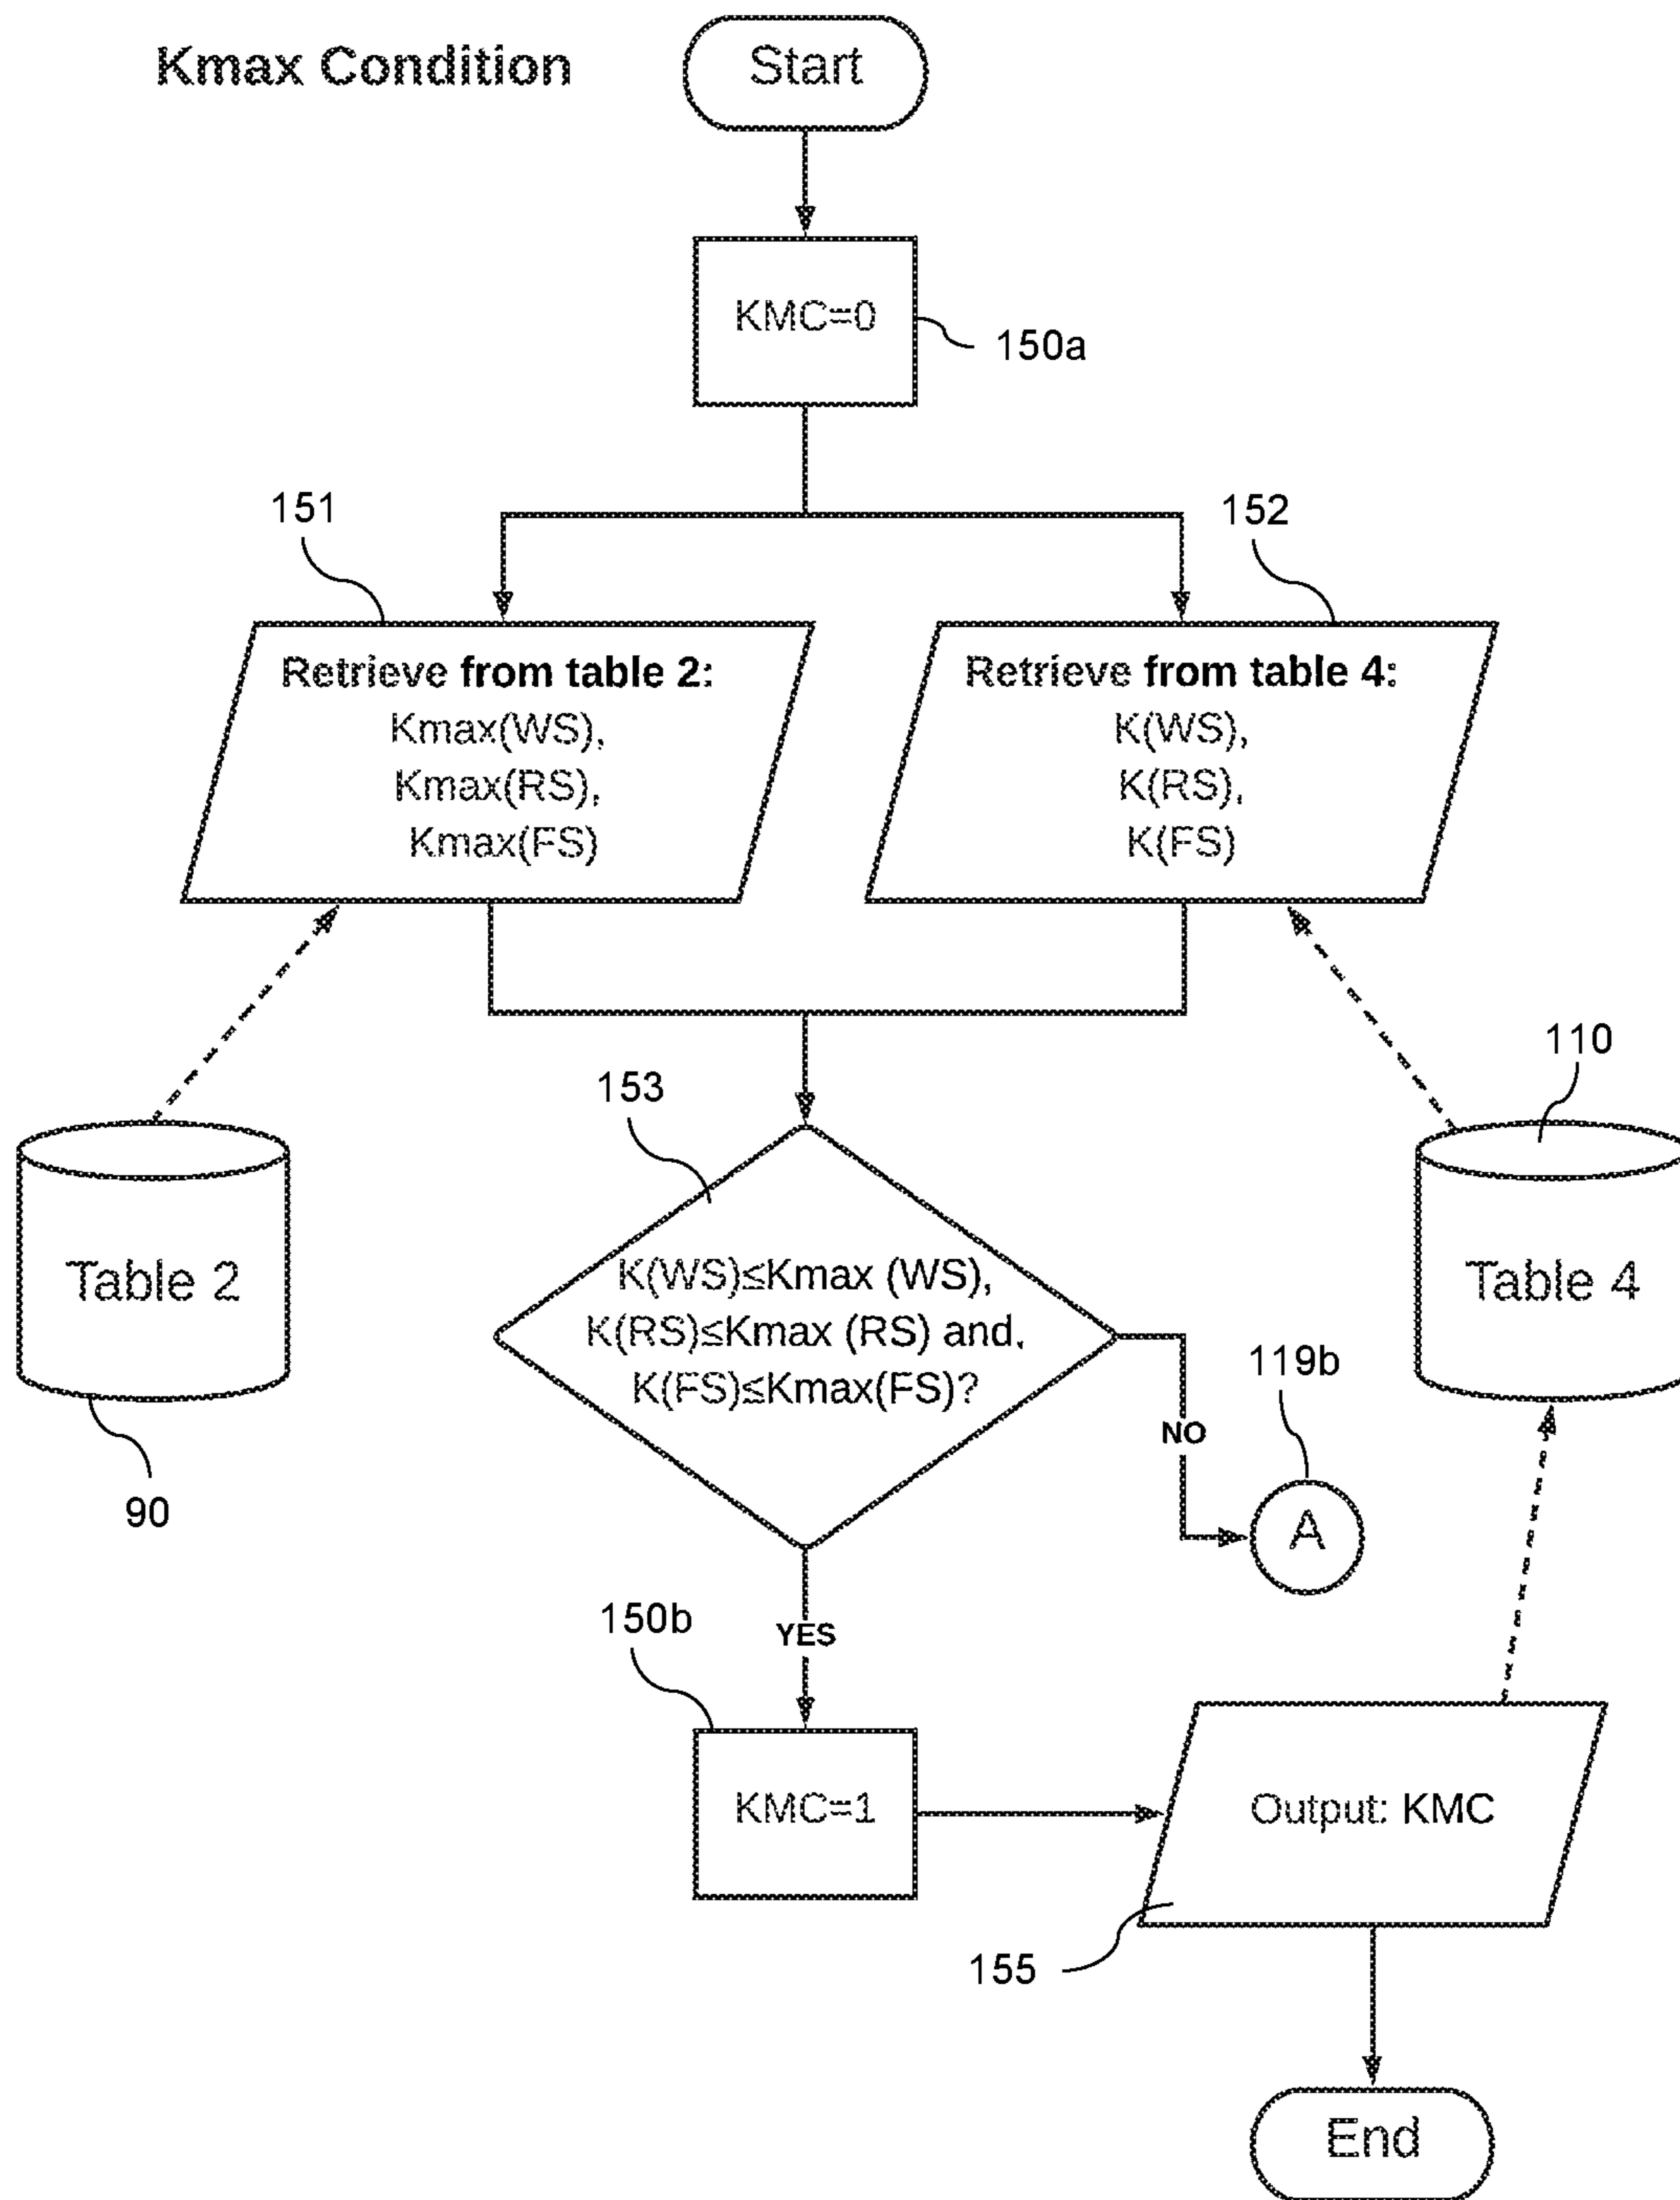 Kmax Condition
Start
KMC=0
150a
151
152
Retrieve from table 2:
Kmax(WS),
Kmax(RS),
Kmax(FS)
Retrieve from table 4:
K(WS),
K(RS),
K(FS)
153
110
Table 2
90
K(WS)≤Kmax (WS),
K(RS)≤Kmax (RS) and,
K(FS)≤Kmax(FS)?
Table 4
119b
NO
A
150b
YES
KMC=1
Output: KMC
155
End